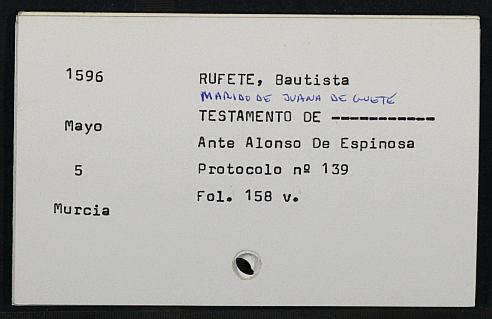 1596
Mayo
5
Murcia
RUFETE, Bautista
MARIDO DE JUANA DE GUETE
TESTAMENTO DE -----------
Ante Alonso De Espinosa
Protocolo nº 139
Fol. 158 v.